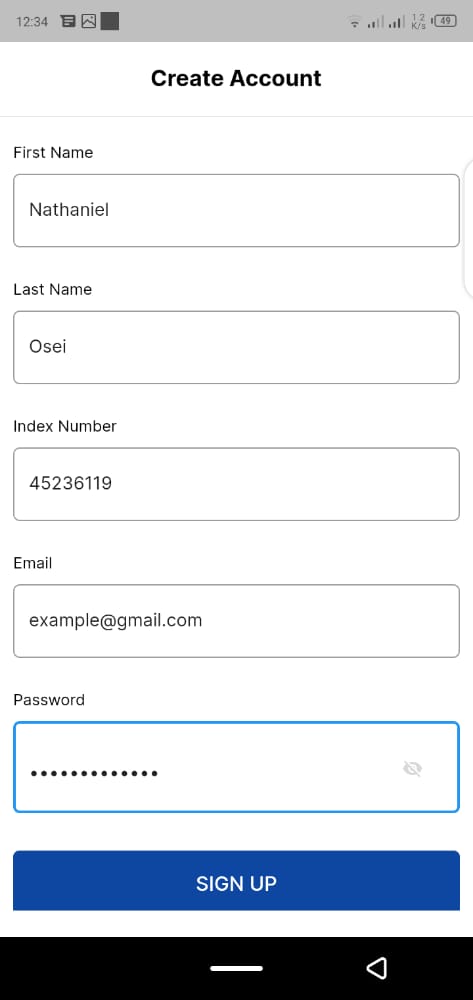 12:34
1.2
K/s
49
Create Account
First Name
Nathaniel
Last Name
Osei
Index Number
45236119
Email
example@gmail.com
Password
•••••••••••••
SIGN UP